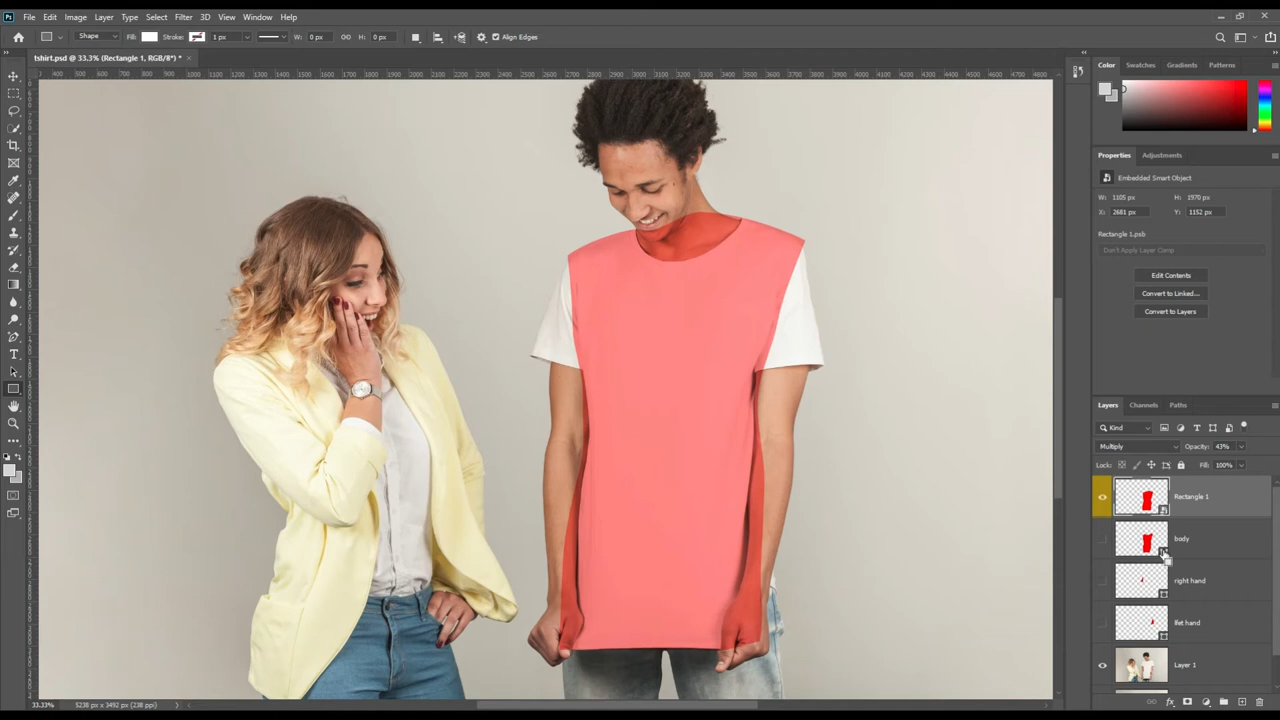 Ps File Edit Image Layer Type Select Filter 3D View Window Help
Shape Fill: Stroke: 1 px W: 0 px H: 0 px Align Edges
tshirt.psd @ 33.3% (Rectangle 1, RGB/8*) *
Color Swatches Gradients Patterns
Properties Adjustments
Embedded Smart Object
W: 1105 px H: 1970 px
X: 2681 px Y: 1152 px
Rectangle 1.psb
Don't Apply Layer Comp
Edit Contents
Convert to Linked...
Convert to Layers
Layers Channels Paths
Kind
Multiply Opacity: 43%
Lock: Fill: 100%
Rectangle 1
body
right hand
lfet hand
Layer 1
33.33% 5238 px x 3492 px (238 ppi)